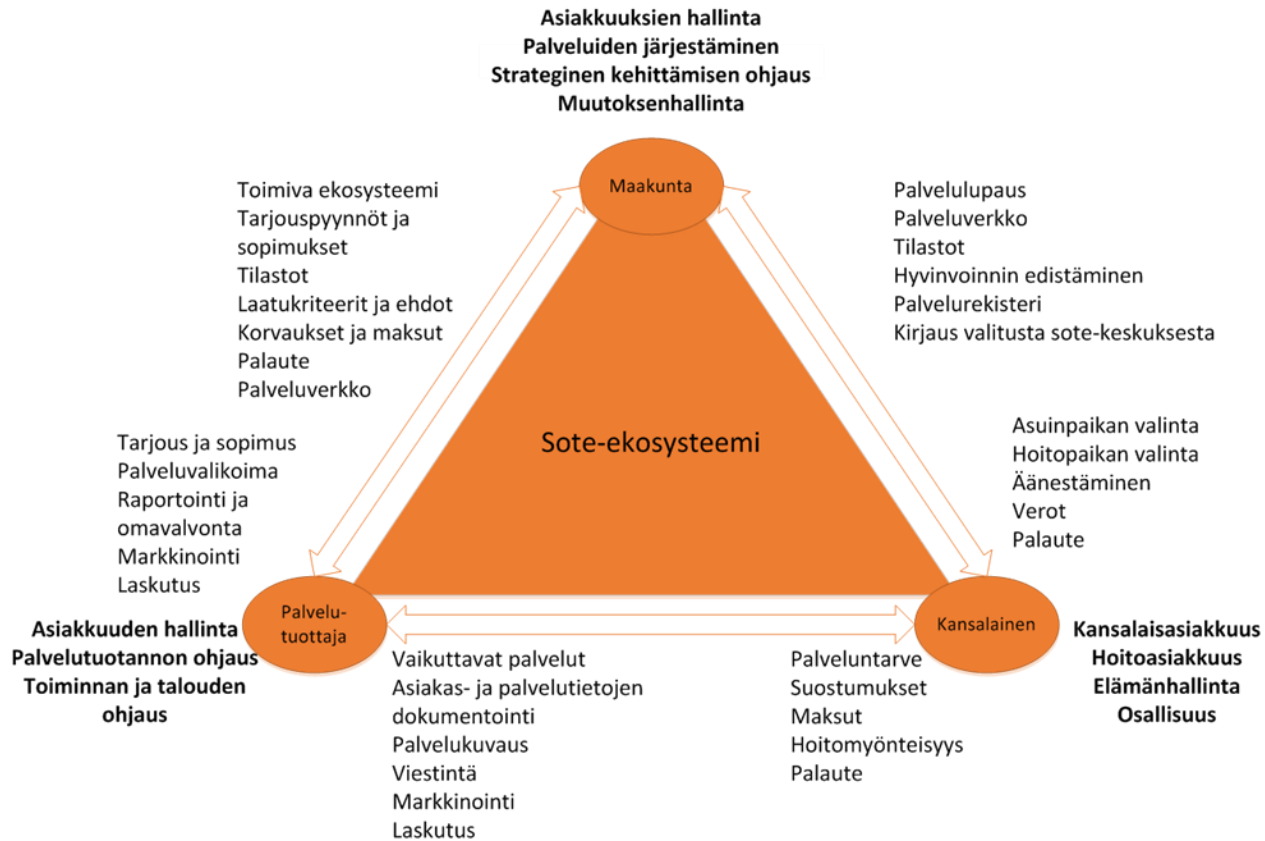 Asiakkuuksien hallinta
Palveluiden järjestäminen
Strateginen kehittämisen ohjaus
Muutoksenhallinta
Maakunta
Toimiva ekosysteemi
Tarjouspyynnöt ja
sopimukset
Tilastot
Laatukriteerit ja ehdot
Korvaukset ja maksut
Palaute
Palveluverkko
Palvelulupaus
Palveluverkko
Tilastot
Hyvinvoinnin edistäminen
Palvelurekisteri
Kirjaus valitusta sote-keskuksesta
Sote-ekosysteemi
Tarjous ja sopimus
Palveluvalikoima
Raportointi ja
omavalvonta
Markkinointi
Laskutus
Asuinpaikan valinta
Hoitopaikan valinta
Äänestäminen
Verot
Palaute
Palvelu-
tuottaja
Kansalainen
Asiakkuuden hallinta
Palvelutuotannon ohjaus
Toiminnan ja talouden
ohjaus
Vaikuttavat palvelut
Asiakas- ja palvelutietojen
dokumentointi
Palvelukuvaus
Viestintä
Markkinointi
Laskutus
Palveluntarve
Suostumukset
Maksut
Hoitomyönteisyys
Palaute
Kansalaisasiakkuus
Hoitoasiakkuus
Elämänhallinta
Osallisuus